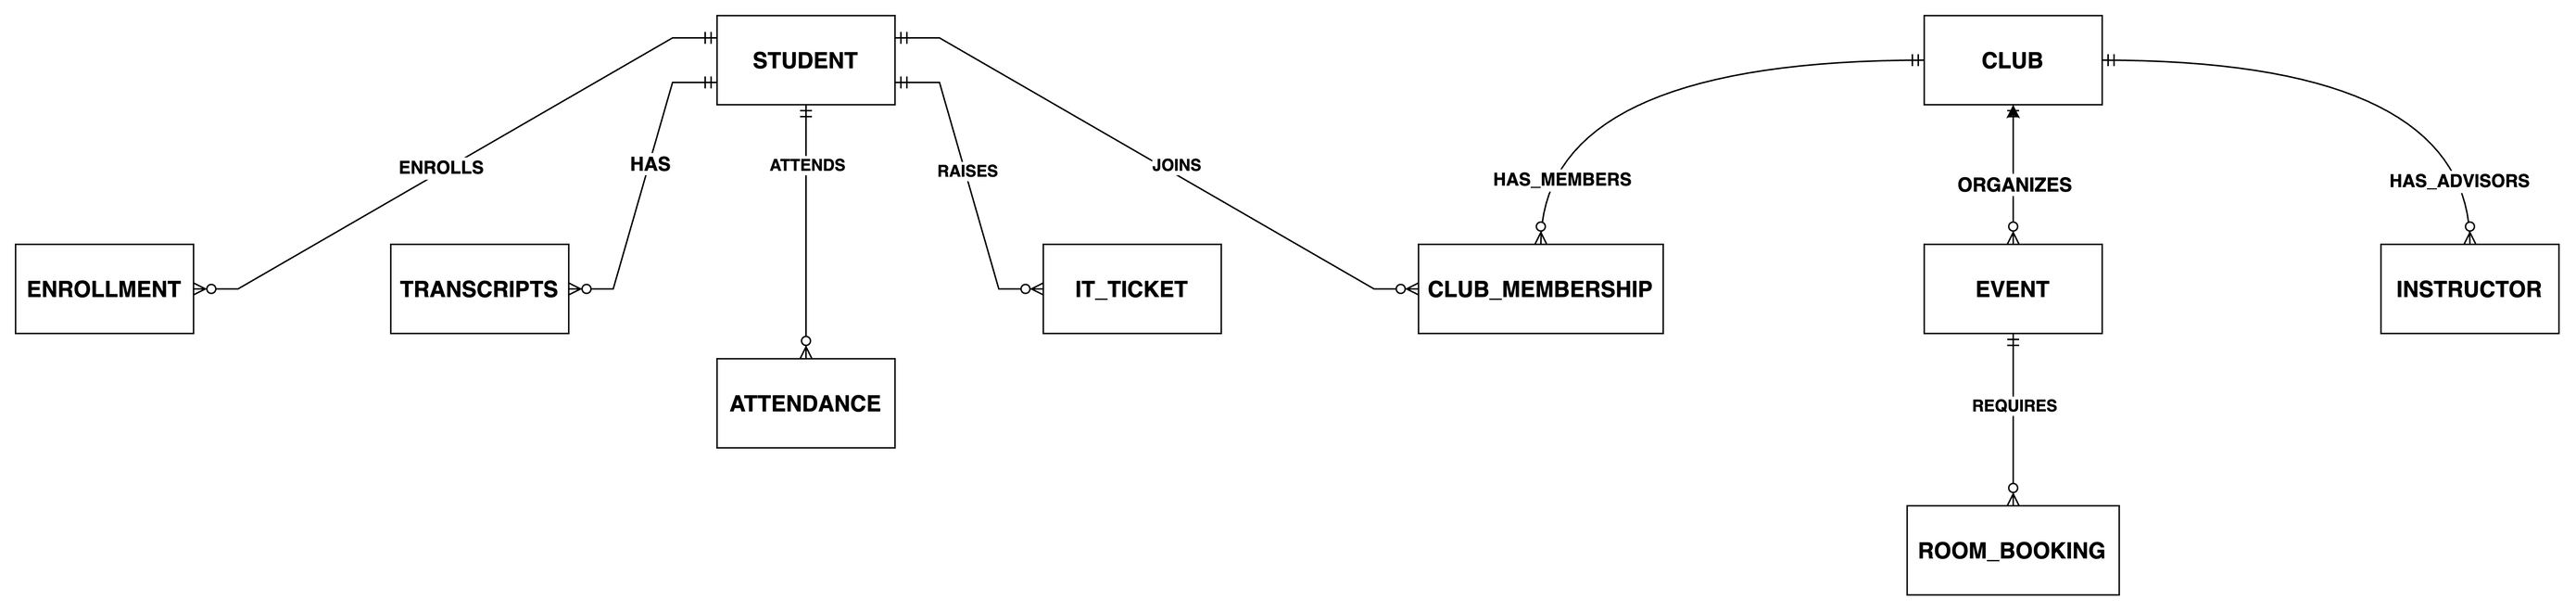 STUDENT
CLUB
ENROLLS
HAS
ATTENDS
RAISES
JOINS
HAS_MEMBERS
ORGANIZES
HAS_ADVISORS
ENROLLMENT
TRANSCRIPTS
IT_TICKET
CLUB_MEMBERSHIP
EVENT
INSTRUCTOR
ATTENDANCE
REQUIRES
ROOM_BOOKING